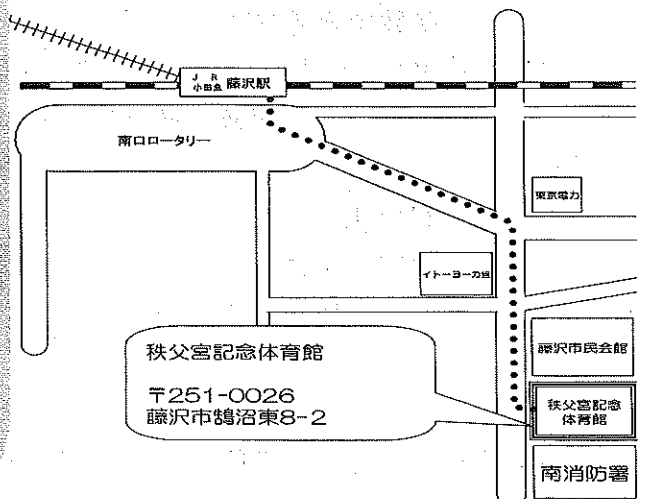 JR
小田急 藤沢駅
南口ロータリー
東京電力
イトーヨーカ堂
藤沢市民会館
秩父宮記念体育館
〒251-0026
藤沢市鵠沼東8-2
秩父宮記念
体育館
南消防署